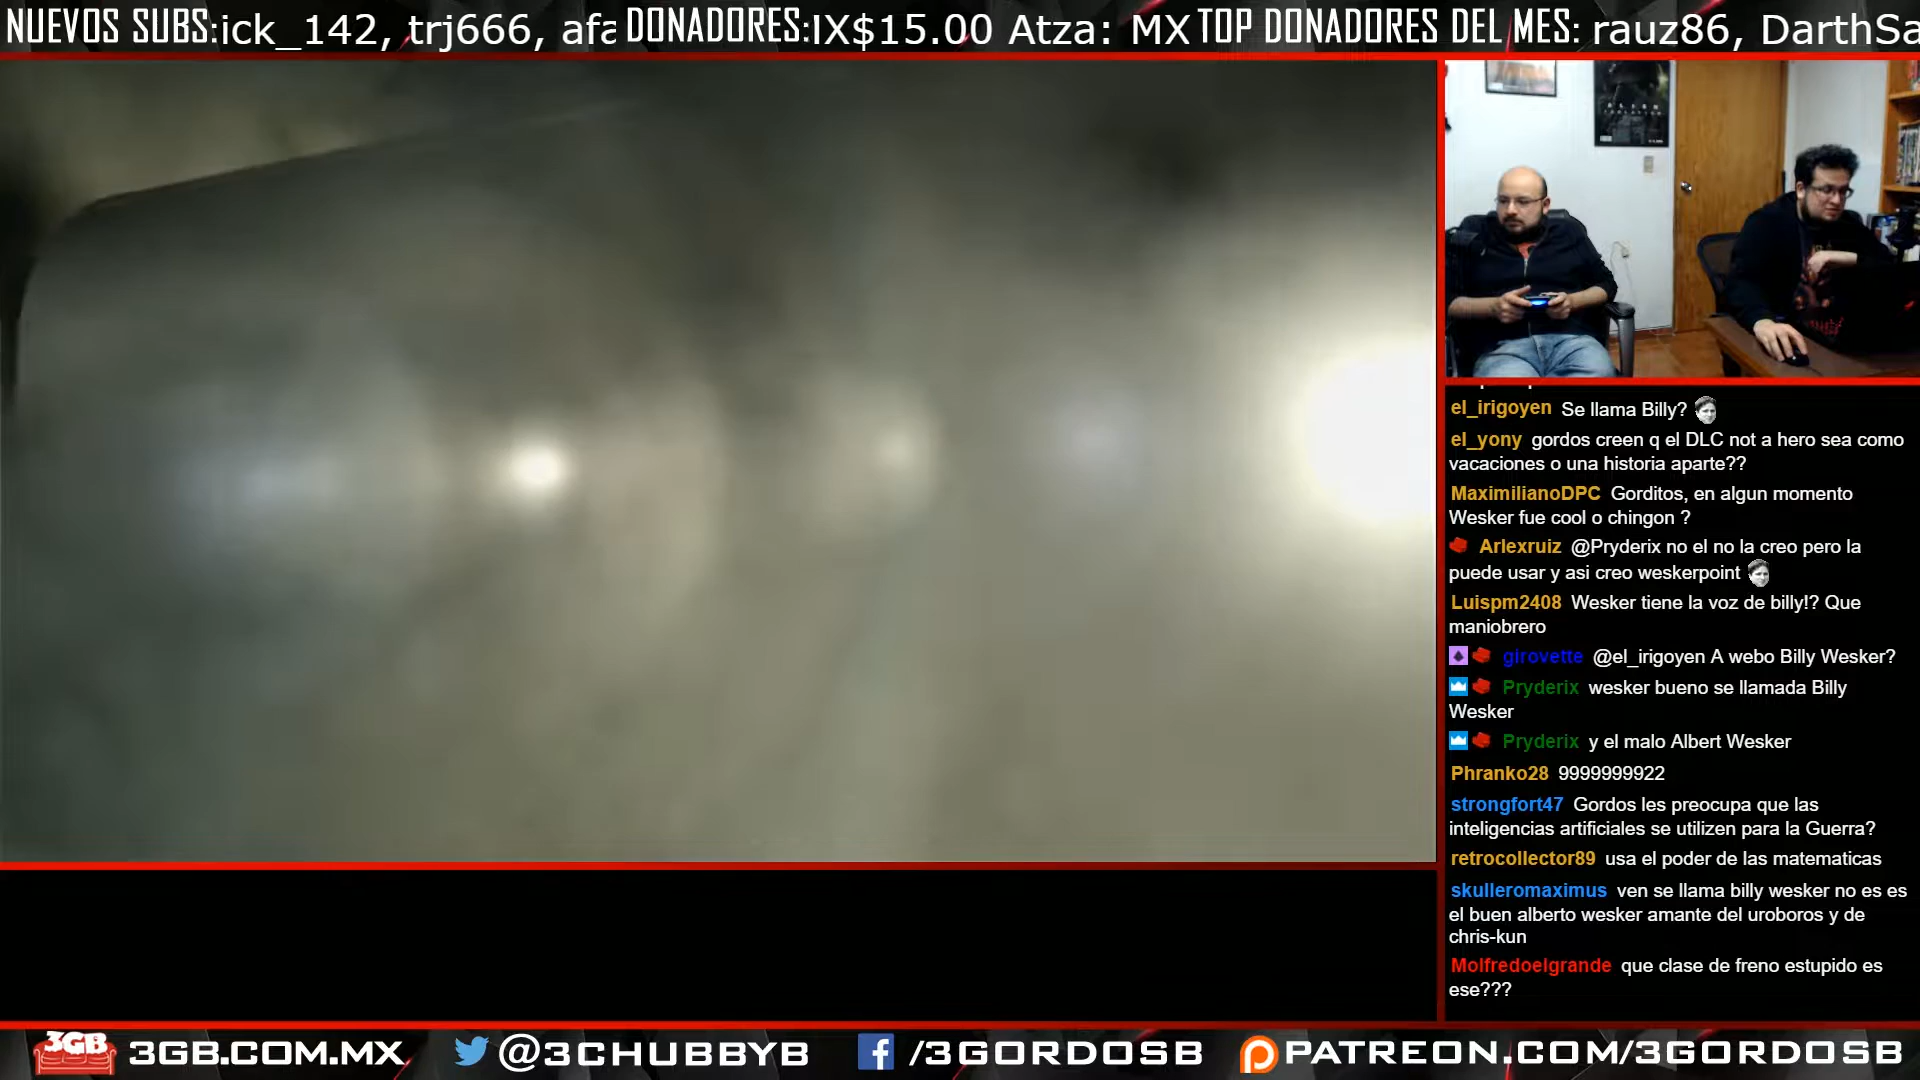 NUEVOS SUBS:ick_142, trj666, afa DONADORES:IX$15.00 Atza: MX TOP DONADORES DEL MES: rauz86, DarthSa
el_irigoyen Se llama Billy?
el_yony gordos creen q el DLC not a hero sea como
vacaciones o una historia aparte??
MaximilianoDPC Gorditos, en algun momento
Wesker fue cool o chingon ?
Arlexruiz @Pryderix no el no la creo pero la
puede usar y asi creo weskerpoint
Luispm2408 Wesker tiene la voz de billy!? Que
maniobrero
girovette @el_irigoyen A webo Billy Wesker?
Pryderix wesker bueno se llamada Billy
Wesker
Pryderix y el malo Albert Wesker
Phranko28 9999999922
strongfort47 Gordos les preocupa que las
inteligencias artificiales se utilizen para la Guerra?
retrocollector89 usa el poder de las matematicas
skulleromaximus ven se llama billy wesker no es es
el buen alberto wesker amante del uroboros y de
chris-kun
Molfredoelgrande que clase de freno estupido es
ese???
3GB 3GB.COM.MX @3CHUBBYB /3GORDOSB PATREON.COM/3GORDOSB